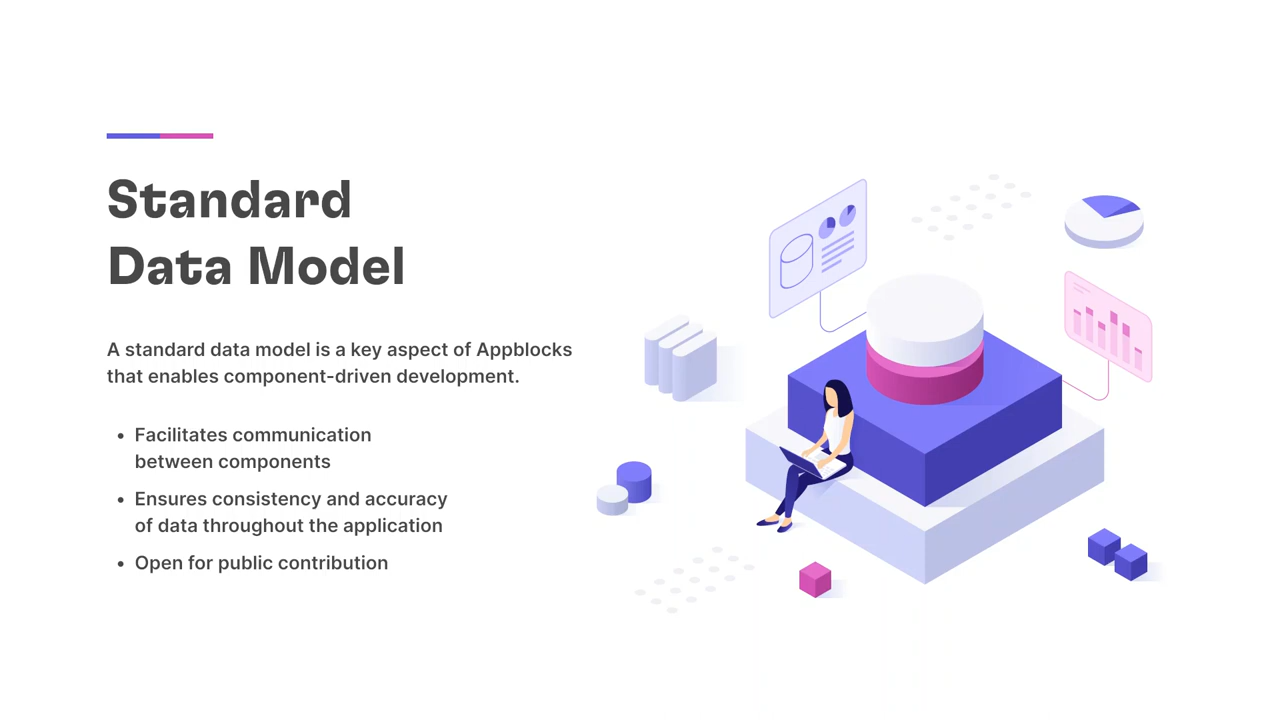 Standard
Data Model
A standard data model is a key aspect of Appblocks
that enables component-driven development.
• Facilitates communication
between components
• Ensures consistency and accuracy
of data throughout the application
• Open for public contribution